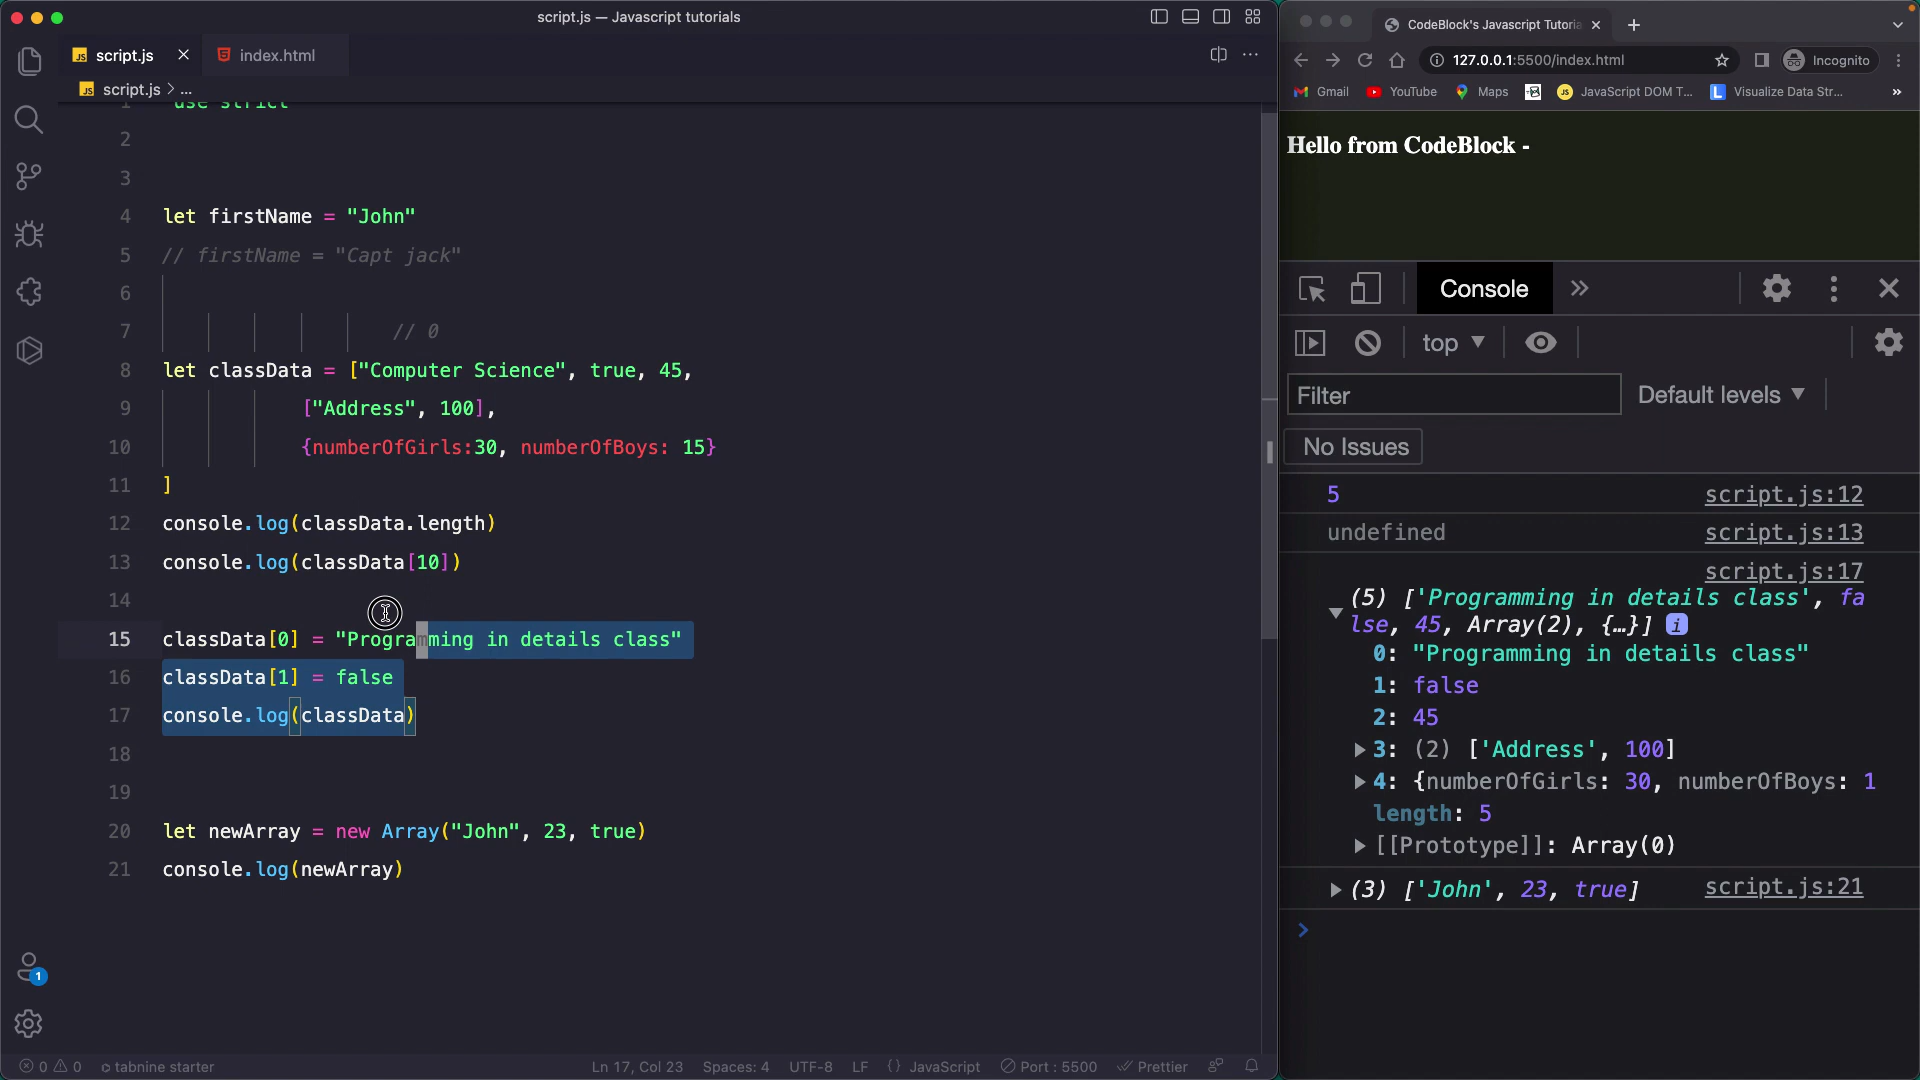 script.js — Javascript tutorials
JS script.js
index.html
JS script.js > ...
1 "use strict"
2
3
4 let firstName = "John"
5 // firstName = "Capt jack"
6
7 // 0
8 let classData = ["Computer Science", true, 45,
9 ["Address", 100],
10 {numberOfGirls:30, numberOfBoys: 15}
11 ]
12 console.log(classData.length)
13 console.log(classData[10])
14
15 classData[0] = "Programming in details class"
16 classData[1] = false
17 console.log(classData)
18
19
20 let newArray = new Array("John", 23, true)
21 console.log(newArray)
1
0 0 tabnine starter
Ln 17, Col 23 Spaces: 4 UTF-8 LF {} JavaScript Port : 5500 Prettier
CodeBlock's Javascript Tutoria
127.0.0.1:5500/index.html
Incognito
Gmail YouTube Maps JS JavaScript DOM T... L Visualize Data Str... »
Hello from CodeBlock -
Console »
top
Filter
Default levels
No Issues
5 script.js:12
undefined script.js:13
script.js:17
(5) ['Programming in details class', fa
lse, 45, Array(2), {…}] i
0: "Programming in details class"
1: false
2: 45
3: (2) ['Address', 100]
4: {numberOfGirls: 30, numberOfBoys: 1
length: 5
[[Prototype]]: Array(0)
(3) ['John', 23, true] script.js:21